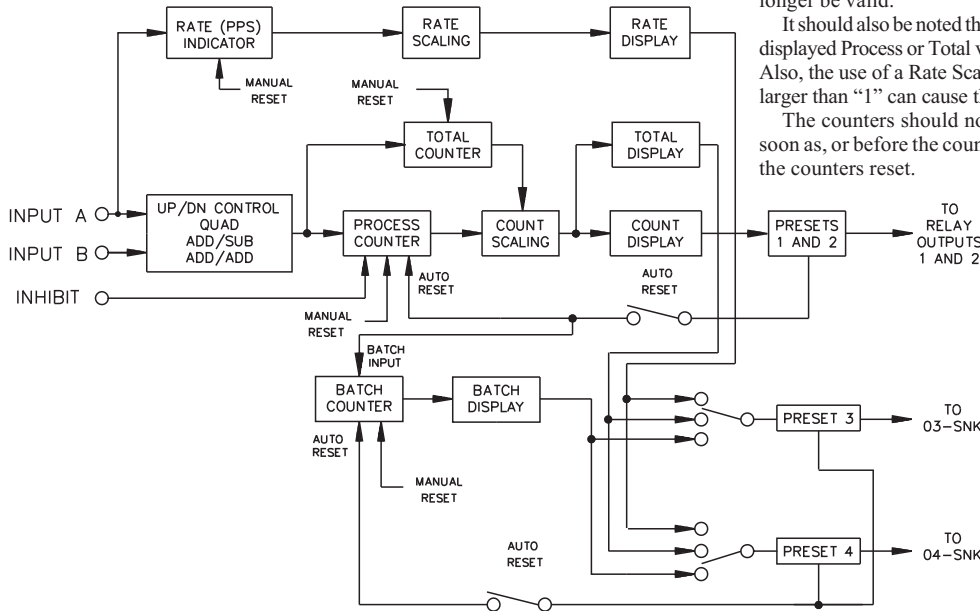 longer be valid.
It should also be noted th
displayed Process or Total v
Also, the use of a Rate Sca
larger than “1” can cause th
The counters should no
soon as, or before the coun
the counters reset.
RATE (PPS)
INDICATOR
RATE
SCALING
RATE
DISPLAY
MANUAL
RESET
MANUAL
RESET
TOTAL
COUNTER
TOTAL
DISPLAY
INPUT A
INPUT B
INHIBIT
UP/DN CONTROL
QUAD
ADD/SUB
ADD/ADD
PROCESS
COUNTER
COUNT
SCALING
COUNT
DISPLAY
PRESETS
1 AND 2
TO
RELAY
OUTPUTS
1 AND 2
AUTO
RESET
MANUAL
RESET
AUTO
RESET
BATCH
INPUT
BATCH
COUNTER
BATCH
DISPLAY
AUTO
RESET
MANUAL
RESET
PRESET 3
TO
03-SNK
PRESET 4
TO
04-SNK
AUTO
RESET